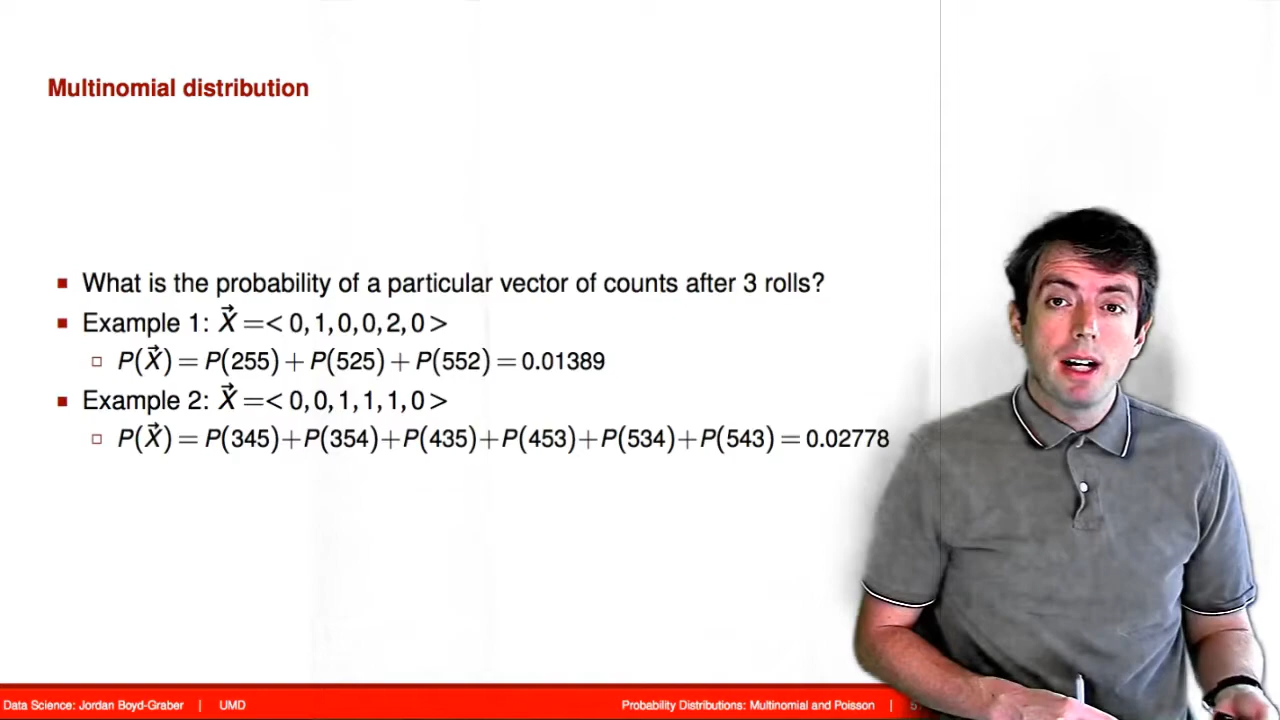 Multinomial distribution
What is the probability of a particular vector of counts after 3 rolls?
Example 1: X⃗ =< 0, 1, 0, 0, 2, 0 >
P(X⃗) = P(255) + P(525) + P(552) = 0.01389
Example 2: X⃗ =< 0, 0, 1, 1, 1, 0 >
P(X⃗) = P(345)+P(354)+P(435)+P(453)+P(534)+P(543) = 0.02778
Data Science: Jordan Boyd-Graber | UMD Probability Distributions: Multinomial and Poisson |